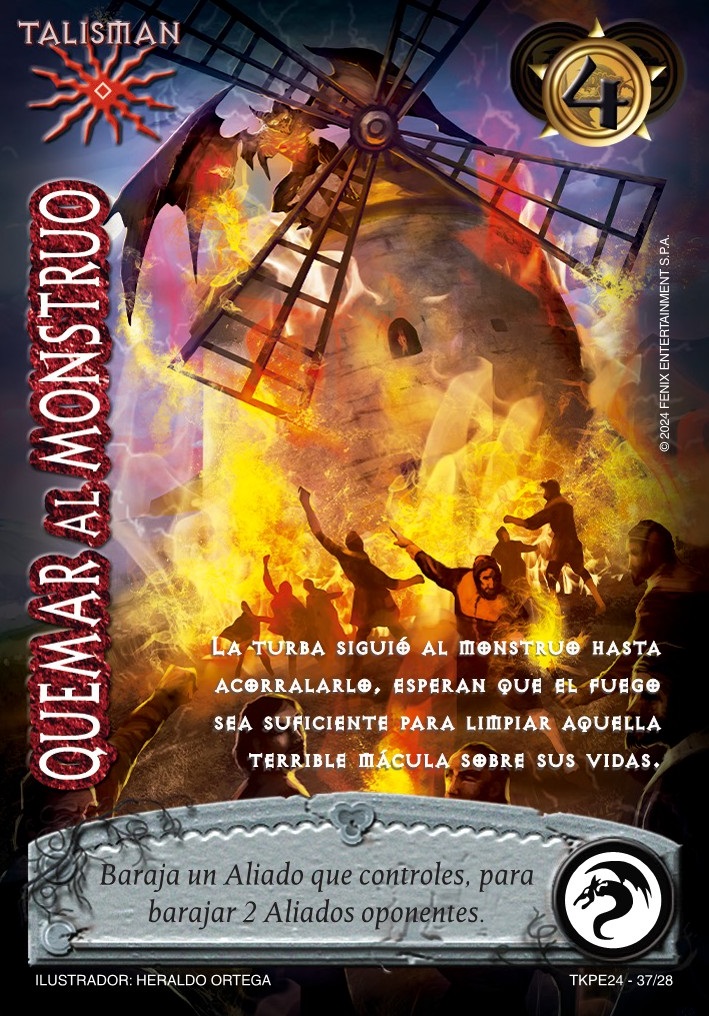 TALISMAN
4
QUEMAR AL MONSTRUO
© 2024 FENIX ENTERTAINMENT S.P.A.
La turba siguió al monstruo hasta
acorralarlo, esperan que el fuego
sea suficiente para limpiar aquella
terrible mácula sobre sus vidas.
Baraja un Aliado que controles, para
barajar 2 Aliados oponentes.
ILUSTRADOR: HERALDO ORTEGA
TKPE24 - 37/28